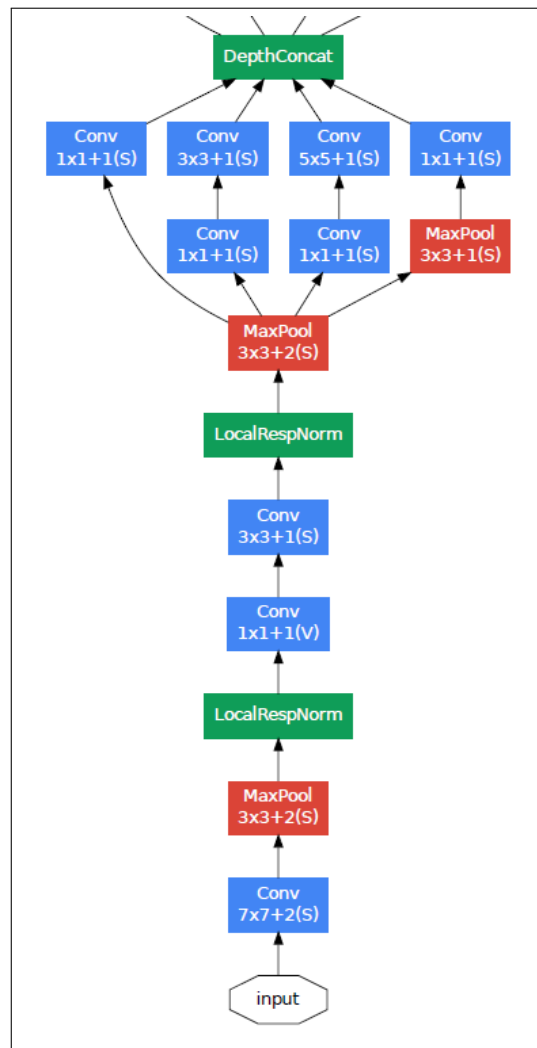 DepthConcat
Conv
1x1+1(S)
Conv
3x3+1(S)
Conv
5x5+1(S)
Conv
1x1+1(S)
Conv
1x1+1(S)
Conv
1x1+1(S)
MaxPool
3x3+1(S)
MaxPool
3x3+2(S)
LocalRespNorm
Conv
3x3+1(S)
Conv
1x1+1(V)
LocalRespNorm
MaxPool
3x3+2(S)
Conv
7x7+2(S)
input